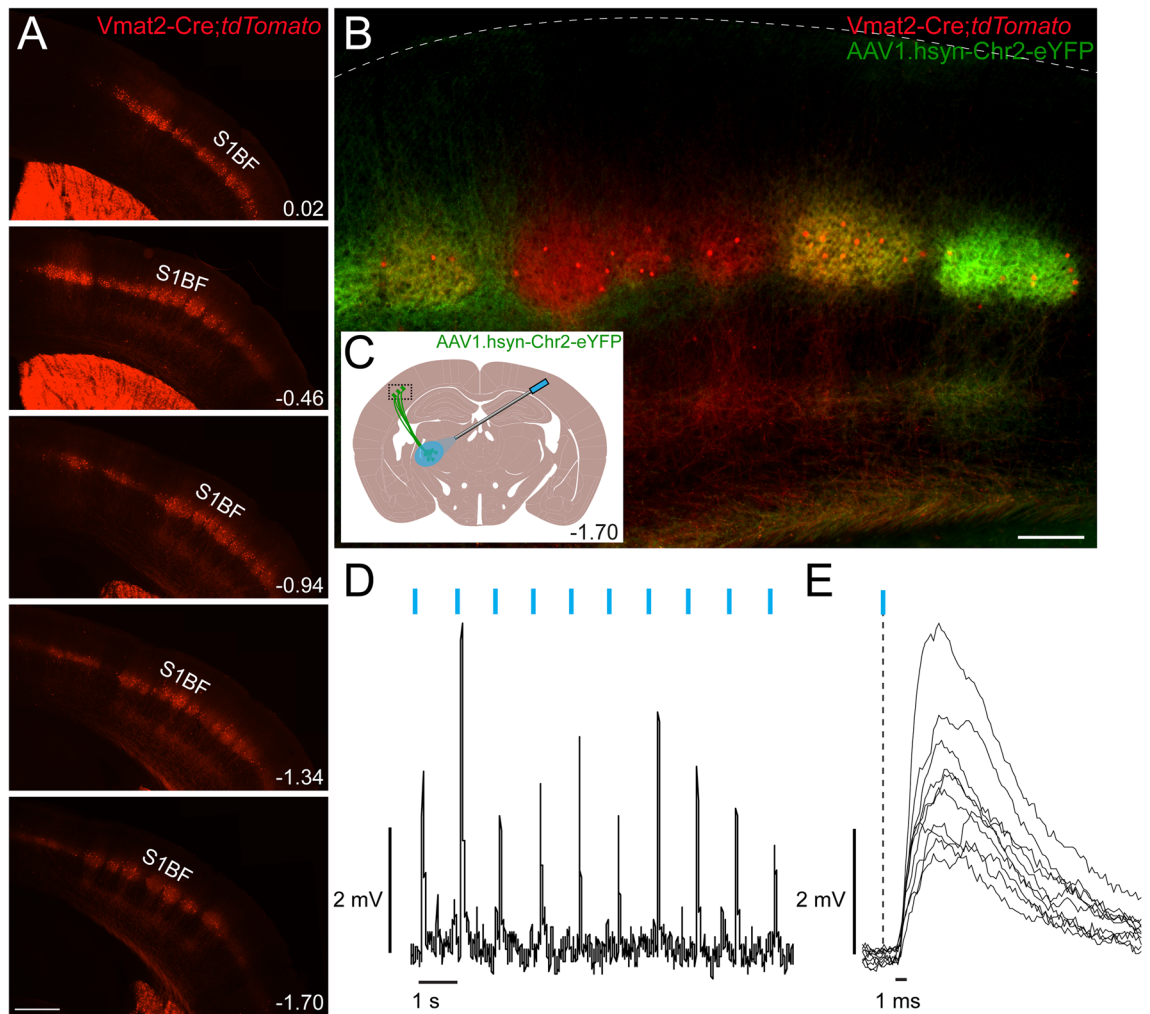 A
Vmat2-Cre;tdTomato
S1BF
0.02
S1BF
-0.46
S1BF
-0.94
S1BF
-1.34
S1BF
-1.70
B
Vmat2-Cre;tdTomato
AAV1.hsyn-Chr2-eYFP
C
AAV1.hsyn-Chr2-eYFP
-1.70
D
2 mV
1 s
E
2 mV
1 ms